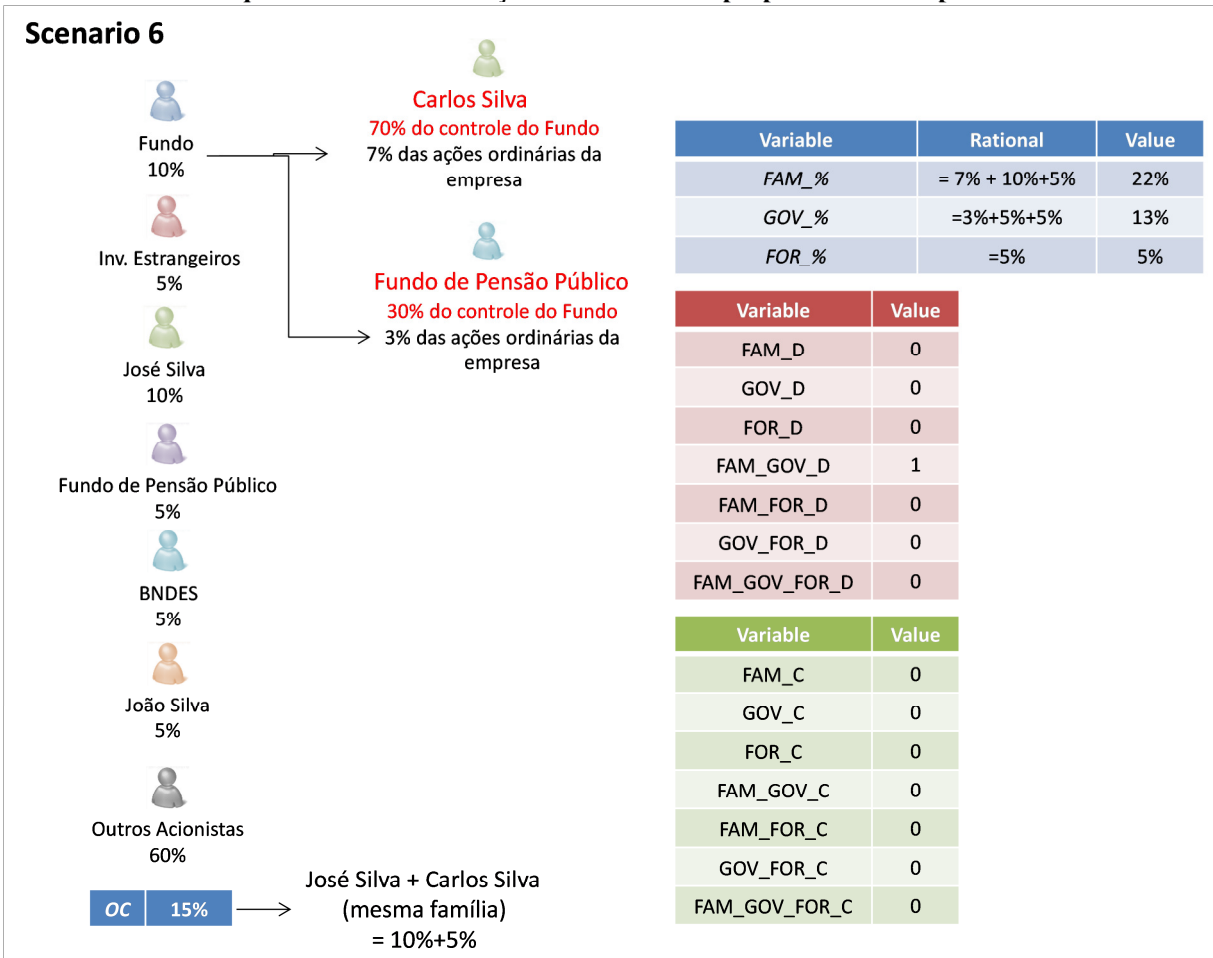 Scenario 6
Fundo
10%
Inv. Estrangeiros
5%
José Silva
10%
Fundo de Pensão Público
5%
BNDES
5%
João Silva
5%
Outros Acionistas
60%
OC 15%
José Silva + Carlos Silva
(mesma família)
= 10%+5%
Carlos Silva
70% do controle do Fundo
7% das ações ordinárias da
empresa
Fundo de Pensão Público
30% do controle do Fundo
3% das ações ordinárias da
empresa
Variable Rational Value
FAM_% = 7% + 10%+5% 22%
GOV_% =3%+5%+5% 13%
FOR_% =5% 5%
Variable Value
FAM_D 0
GOV_D 0
FOR_D 0
FAM_GOV_D 1
FAM_FOR_D 0
GOV_FOR_D 0
FAM_GOV_FOR_D 0
Variable Value
FAM_C 0
GOV_C 0
FOR_C 0
FAM_GOV_C 0
FAM_FOR_C 0
GOV_FOR_C 0
FAM_GOV_FOR_C 0